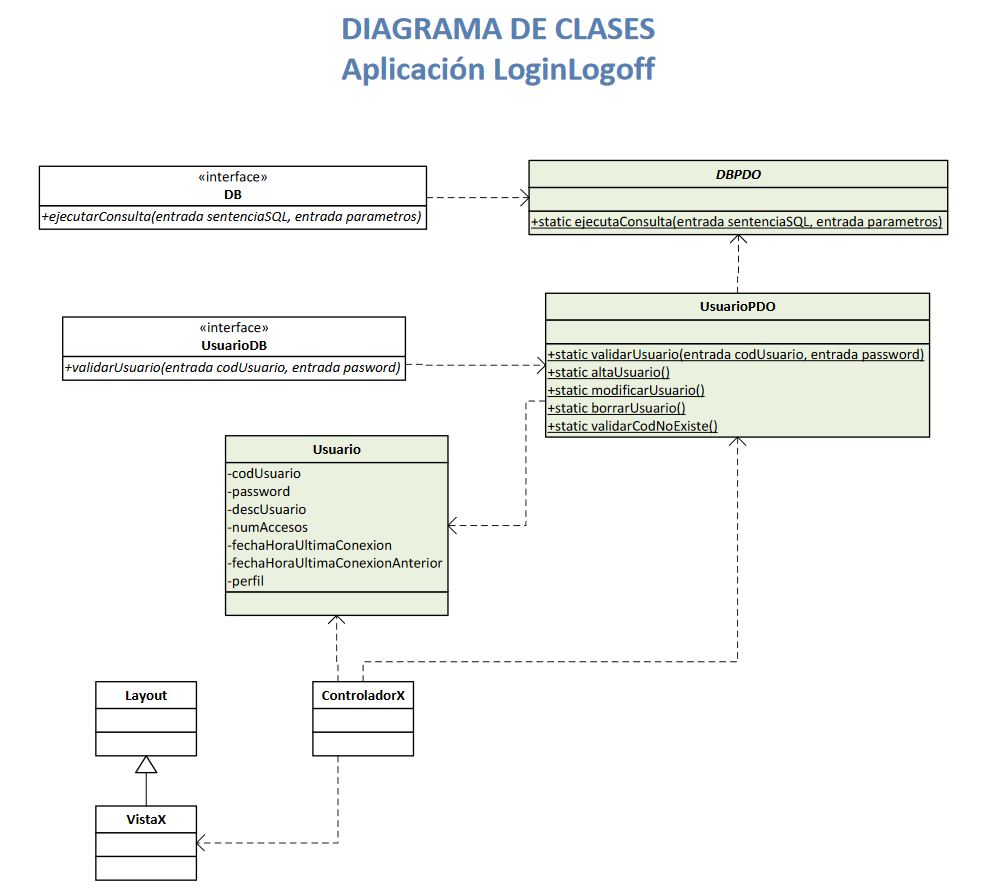 DIAGRAMA DE CLASES
Aplicación LoginLogoff
«interface»
DB
+ejecutarConsulta(entrada sentenciaSQL, entrada parametros)
DBPDO
+static ejecutaConsulta(entrada sentenciaSQL, entrada parametros)
«interface»
UsuarioDB
+validarUsuario(entrada codUsuario, entrada pasword)
UsuarioPDO
+static validarUsuario(entrada codUsuario, entrada password)
+static altaUsuario()
+static modificarUsuario()
+static borrarUsuario()
+static validarCodNoExiste()
Usuario
-codUsuario
-password
-descUsuario
-numAccesos
-fechaHoraUltimaConexion
-fechaHoraUltimaConexionAnterior
-perfil
Layout
ControladorX
VistaX